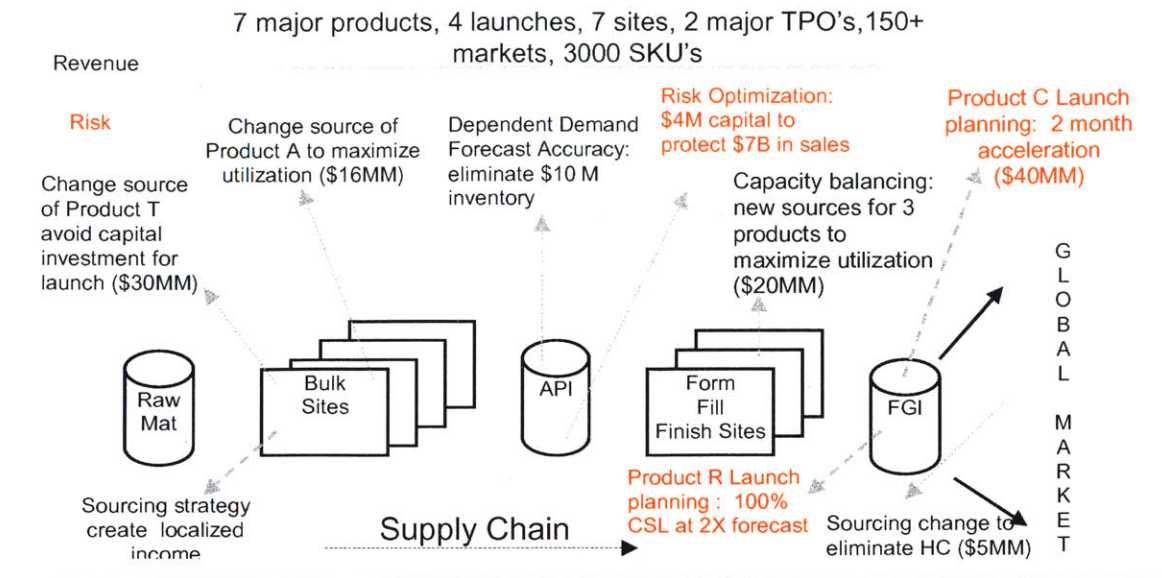 7 major products, 4 launches, 7 sites, 2 major TPO's,150+
markets, 3000 SKU's
Revenue
Risk
Change source
of Product T
avoid capital
investment for
launch ($30MM)
Change source of
Product A to maximize
utilization ($16MM)
Dependent Demand
Forecast Accuracy:
eliminate $10 M
inventory
Risk Optimization:
$4M capital to
protect $7B in sales
Capacity balancing:
new sources for 3
products to
maximize utilization
($20MM)
Product C Launch
planning: 2 month
acceleration
($40MM)
Raw
Mat
Bulk
Sites
API
Form
Fill
Finish Sites
FGI
GLOBAL MARKET
Sourcing strategy
create localized
income
Supply Chain
Product R Launch
planning : 100%
CSL at 2X forecast
Sourcing change to
eliminate HC ($5MM)